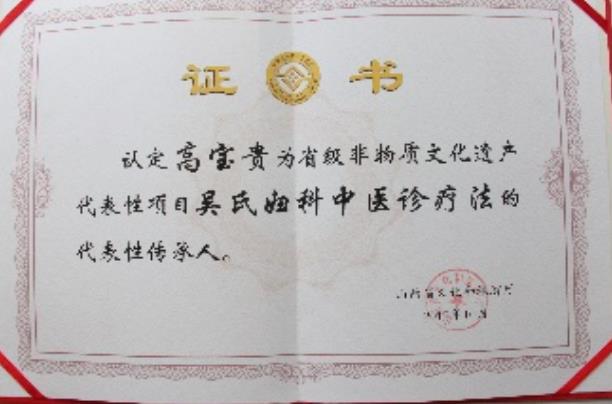 证书
认定高宝贵为省级非物质文化遗产
代表性项目吴氏妇科中医诊疗法的
代表性传承人。